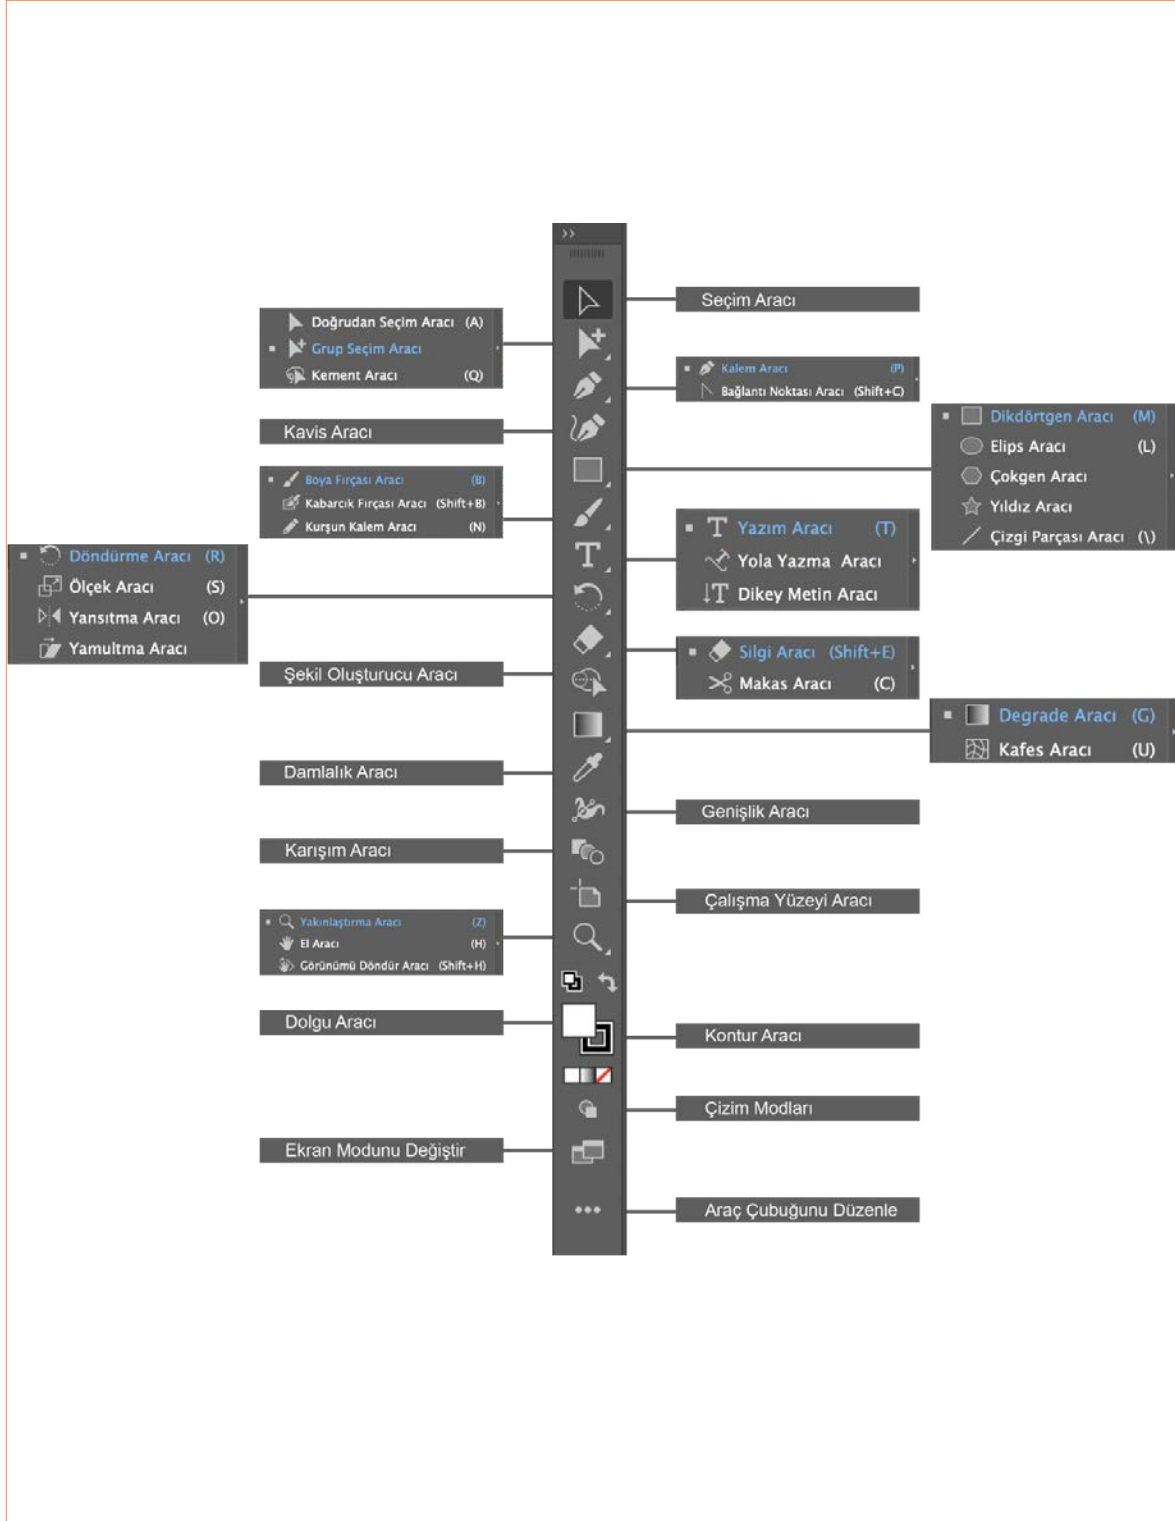 Seçim Aracı
Doğrudan Seçim Aracı (A)
Grup Seçim Aracı
Kement Aracı (Q)
Kalem Aracı (P)
Bağlantı Noktası Aracı (Shift+C)
Kavis Aracı
Dikdörtgen Aracı (M)
Elips Aracı (L)
Çokgen Aracı
Yıldız Aracı
Çizgi Parçası Aracı (\)
Boya Fırçası Aracı (B)
Kabarcık Fırçası Aracı (Shift+B)
Kurşun Kalem Aracı (N)
Yazım Aracı (T)
Yola Yazma Aracı
Dikey Metin Aracı
Döndürme Aracı (R)
Ölçek Aracı (S)
Yansıtma Aracı (O)
Yamultma Aracı
Silgi Aracı (Shift+E)
Makas Aracı (C)
Şekil Oluşturucu Aracı
Degrade Aracı (G)
Kafes Aracı (U)
Damlalık Aracı
Genişlik Aracı
Karışım Aracı
Çalışma Yüzeyi Aracı
Yakınlaştırma Aracı (Z)
El Aracı (H)
Görünümü Döndür Aracı (Shift+H)
Dolgu Aracı
Kontur Aracı
Çizim Modları
Ekran Modunu Değiştir
Araç Çubuğunu Düzenle